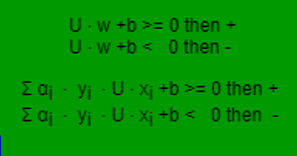 U · w +b >= 0 then +
U · w +b <  0 then -
Σ αi · yi · U · xi +b >= 0 then +
Σ αi · yi · U · xi +b <  0 then -